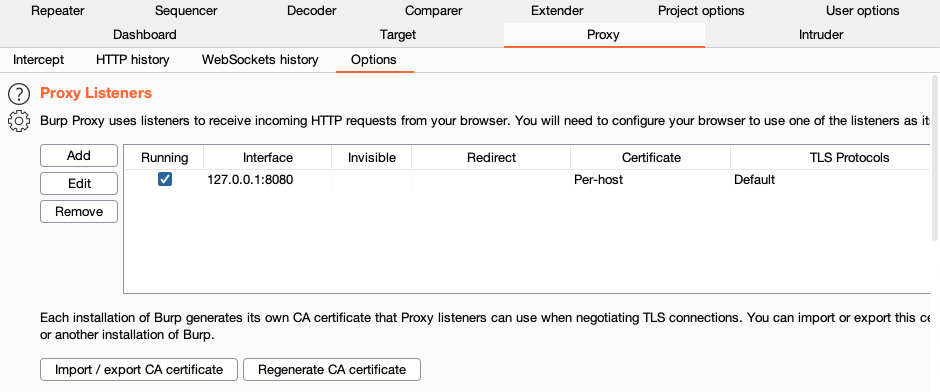 Repeater Sequencer Decoder Comparer Extender Project options User options
Dashboard Target Proxy Intruder
Intercept HTTP history WebSockets history Options
? Proxy Listeners
Burp Proxy uses listeners to receive incoming HTTP requests from your browser. You will need to configure your browser to use one of the listeners as
Add
Edit
Remove
Running Interface Invisible Redirect Certificate TLS Protocols
127.0.0.1:8080 Per-host Default
Each installation of Burp generates its own CA certificate that Proxy listeners can use when negotiating TLS connections. You can import or export this
or another installation of Burp.
Import / export CA certificate Regenerate CA certificate